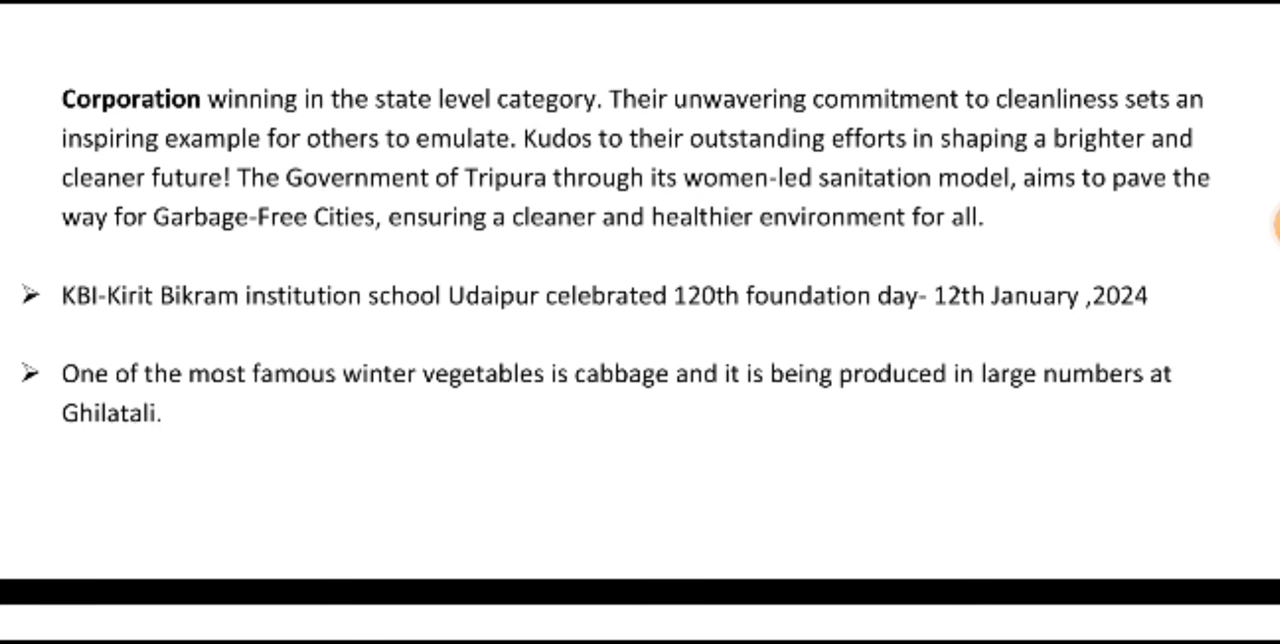 Corporation winning in the state level category. Their unwavering commitment to cleanliness sets an
inspiring example for others to emulate. Kudos to their outstanding efforts in shaping a brighter and
cleaner future! The Government of Tripura through its women-led sanitation model, aims to pave the
way for Garbage-Free Cities, ensuring a cleaner and healthier environment for all.
➢ KBI-Kirit Bikram institution school Udaipur celebrated 120th foundation day- 12th January ,2024
➢ One of the most famous winter vegetables is cabbage and it is being produced in large numbers at
Ghilatali.